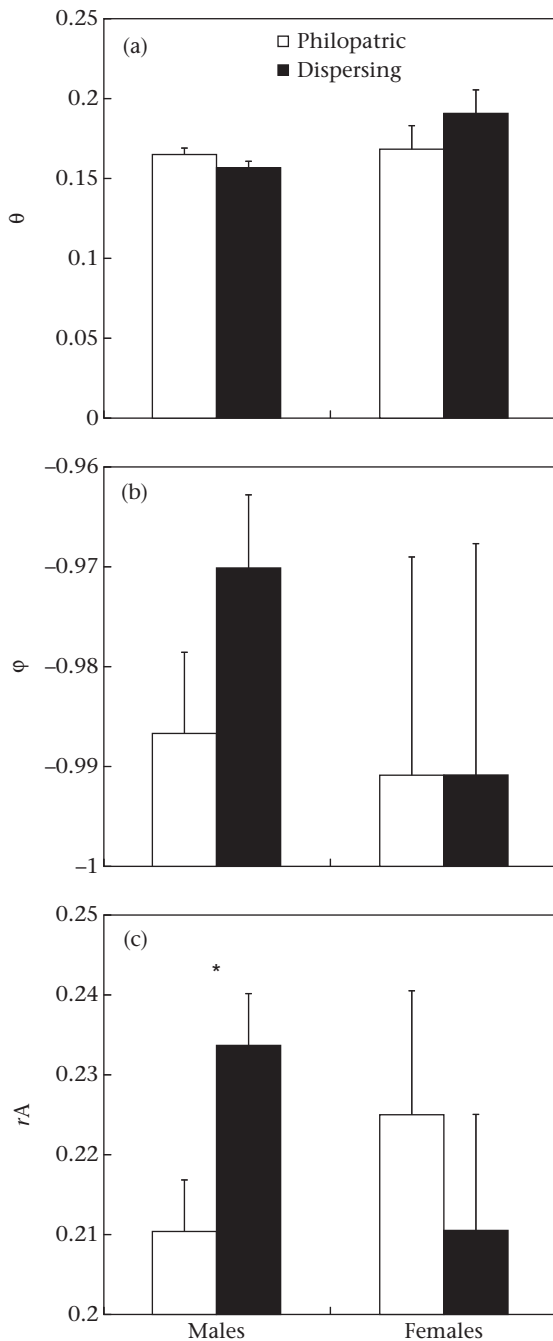 0.25
(a)
Philopatric
Dispersing
0.2
0.15
θ
0.1
0.05
0
–0.96
(b)
–0.97
φ
–0.98
–0.99
–1
0.25
(c)
*
0.24
0.23
rA
0.22
0.21
0.2
Males Females